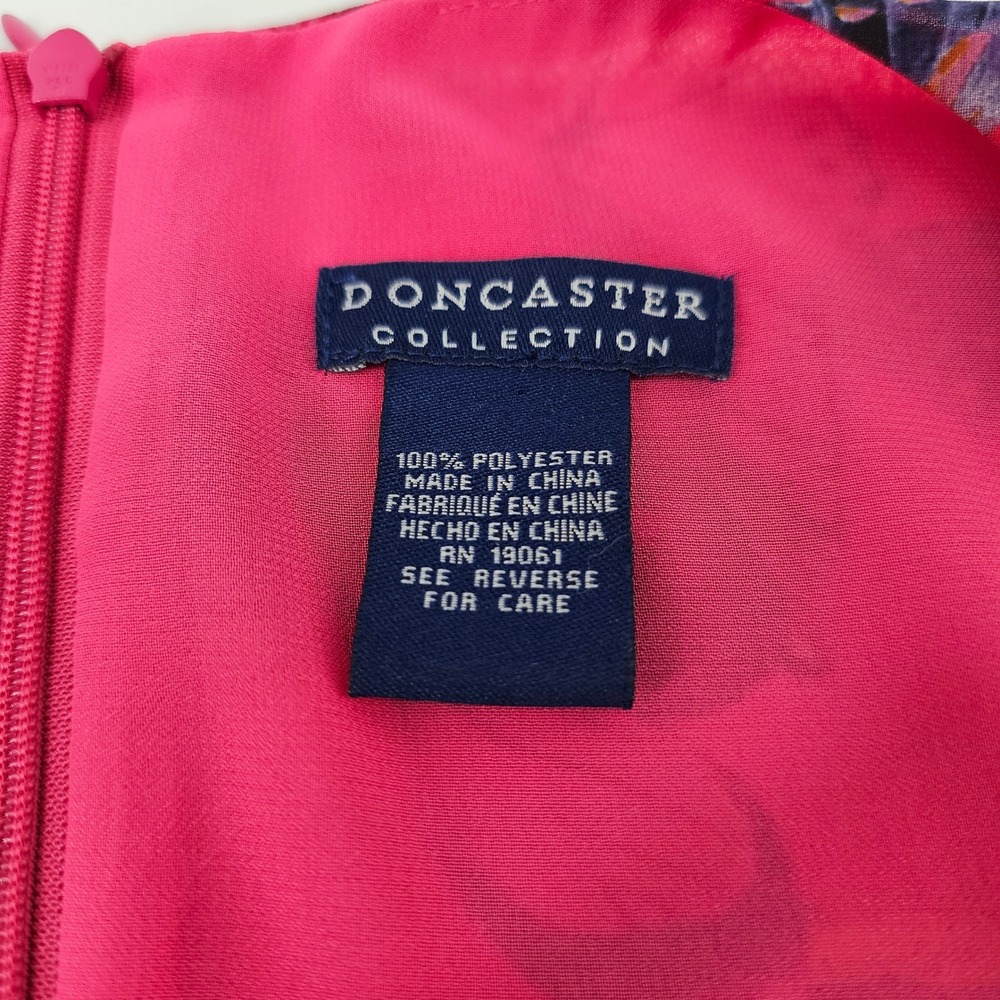 DONCASTER
COLLECTION
100% POLYESTER
MADE IN CHINA
FABRIQUÉ EN CHINE
HECHO EN CHINA
RN 19061
SEE REVERSE
FOR CARE